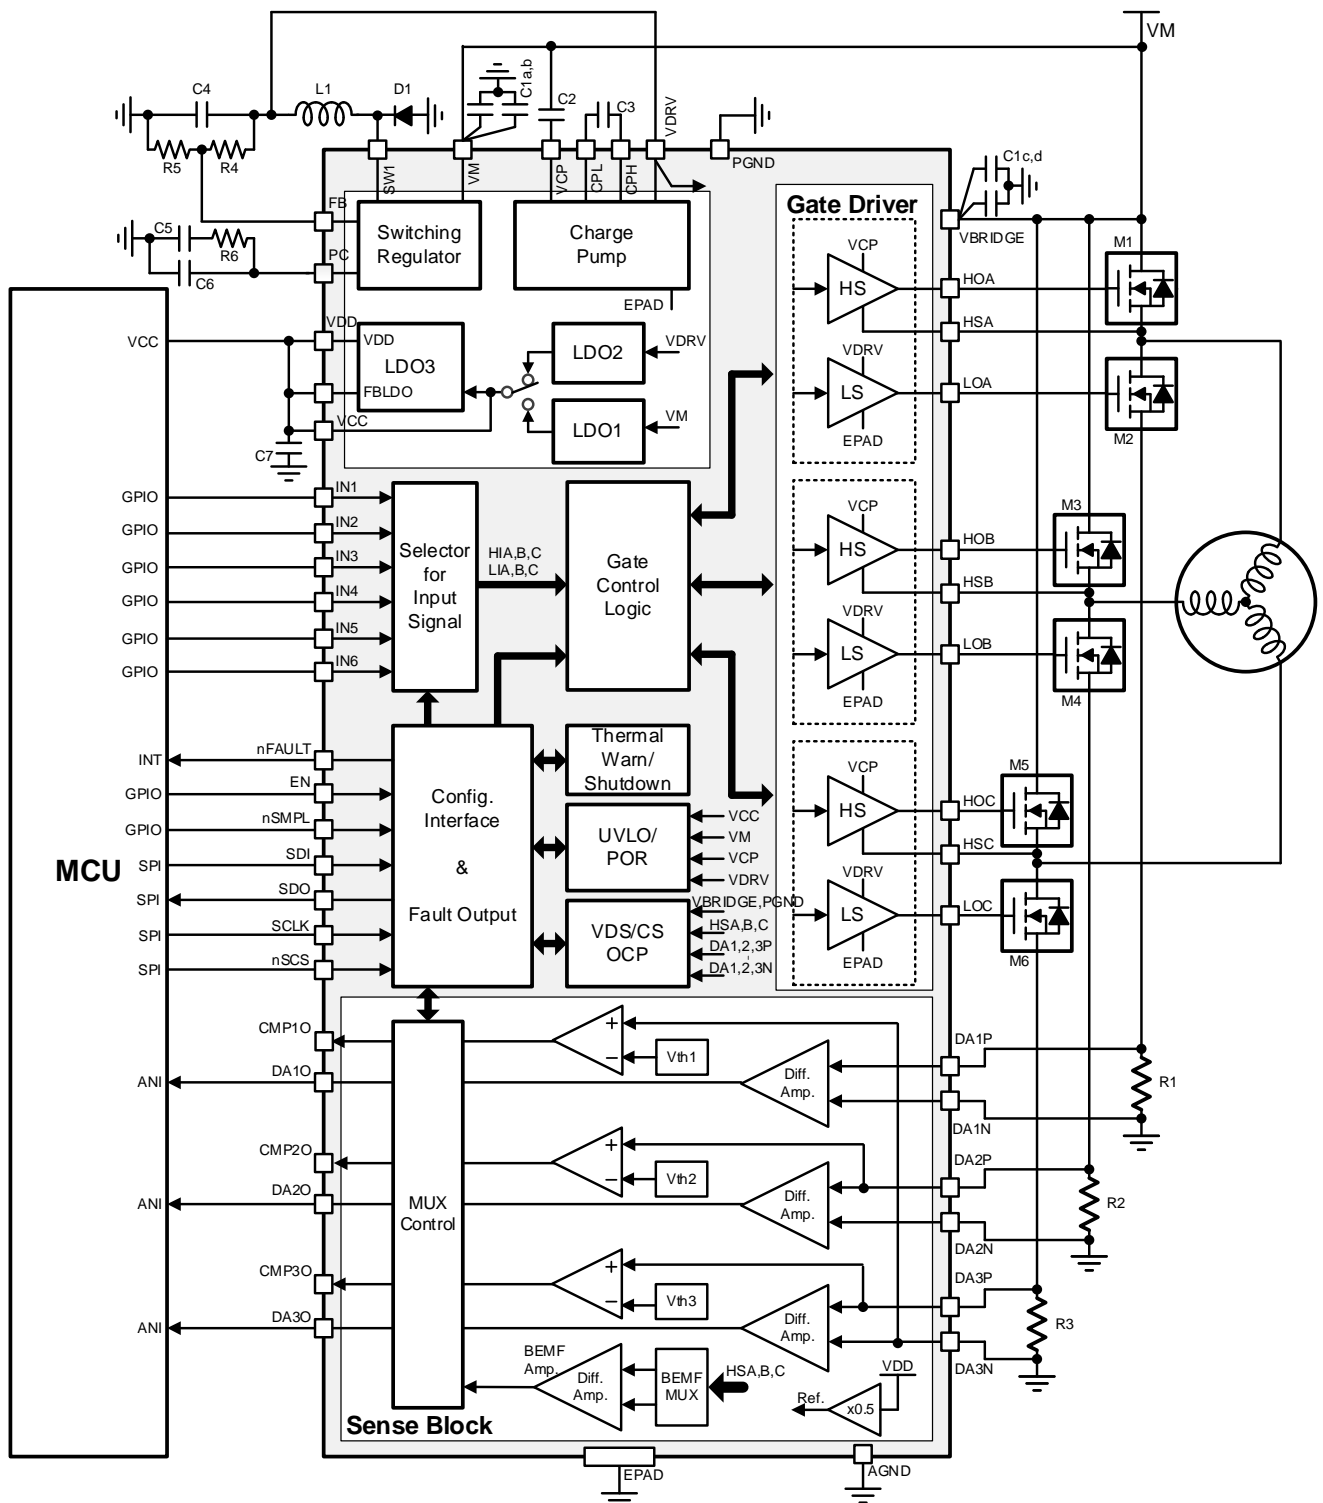 VM
C4
L1
D1
C1a,b
C2
C3
VDRV
R5
R4
SW1
VM
VCP
CPL
CPH
PGND
C1c,d
FB
Switching
Regulator
Charge
Pump
Gate Driver
VBRIDGE
C5
R6
C6
PC
EPAD
VCP
HS
HOA
M1
HSA
VDD
VCC
VDD
LDO3
FBLDO
LDO2
VDRV
VDRV
LS
LOA
EPAD
M2
VCC
LDO1
VM
C7
GPIO
IN1
GPIO
IN2
GPIO
IN3
GPIO
IN4
GPIO
IN5
GPIO
IN6
Selector
for
Input
Signal
HIA,B,C
LIA,B,C
Gate
Control
Logic
VCP
HS
HOB
M3
HSB
VDRV
LS
LOB
EPAD
M4
INT
nFAULT
GPIO
EN
GPIO
nSMPL
SPI
SDI
SPI
SDO
SPI
SCLK
SPI
nSCS
MCU
Config.
Interface
&
Fault Output
Thermal
Warn/
Shutdown
UVLO/
POR
VCC
VM
VCP
VDRV
VDS/CS
OCP
VBRIDGE,PGND
HSA,B,C
DA1,2,3P
DA1,2,3N
VCP
HS
HOC
M5
HSC
VDRV
LS
LOC
EPAD
M6
CMP1O
+
−
Vth1
DA1P
ANI
DA1O
Diff.
Amp.
R1
DA1N
CMP2O
+
−
Vth2
DA2P
ANI
DA2O
MUX
Control
Diff.
Amp.
R2
DA2N
CMP3O
+
−
Vth3
DA3P
ANI
DA3O
Diff.
Amp.
R3
DA3N
BEMF
Amp.
Diff.
Amp.
BEMF
MUX
HSA,B,C
VDD
Ref.
x0.5
Sense Block
EPAD
AGND